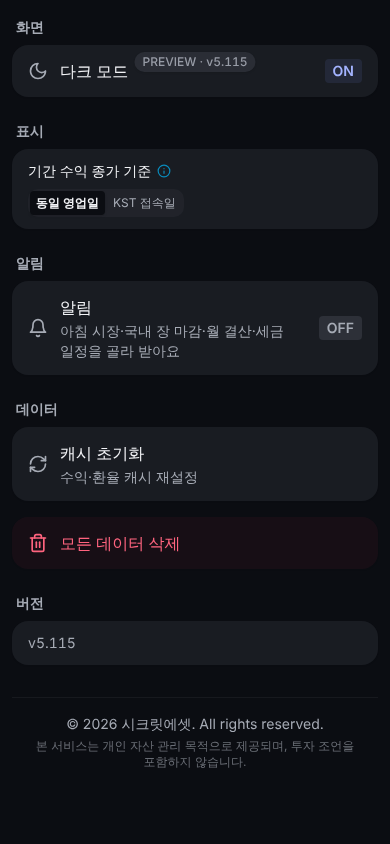 화면
다크 모드
PREVIEW · v5.115
ON
표시
기간 수익 종가 기준
동일 영업일 KST 접속일
알림
알림
아침 시장·국내 장 마감·월 결산·세금
일정을 골라 받아요
OFF
데이터
캐시 초기화
수익·환율 캐시 재설정
모든 데이터 삭제
버전
v5.115
© 2026 시크릿에셋. All rights reserved.
본 서비스는 개인 자산 관리 목적으로 제공되며, 투자 조언을
포함하지 않습니다.